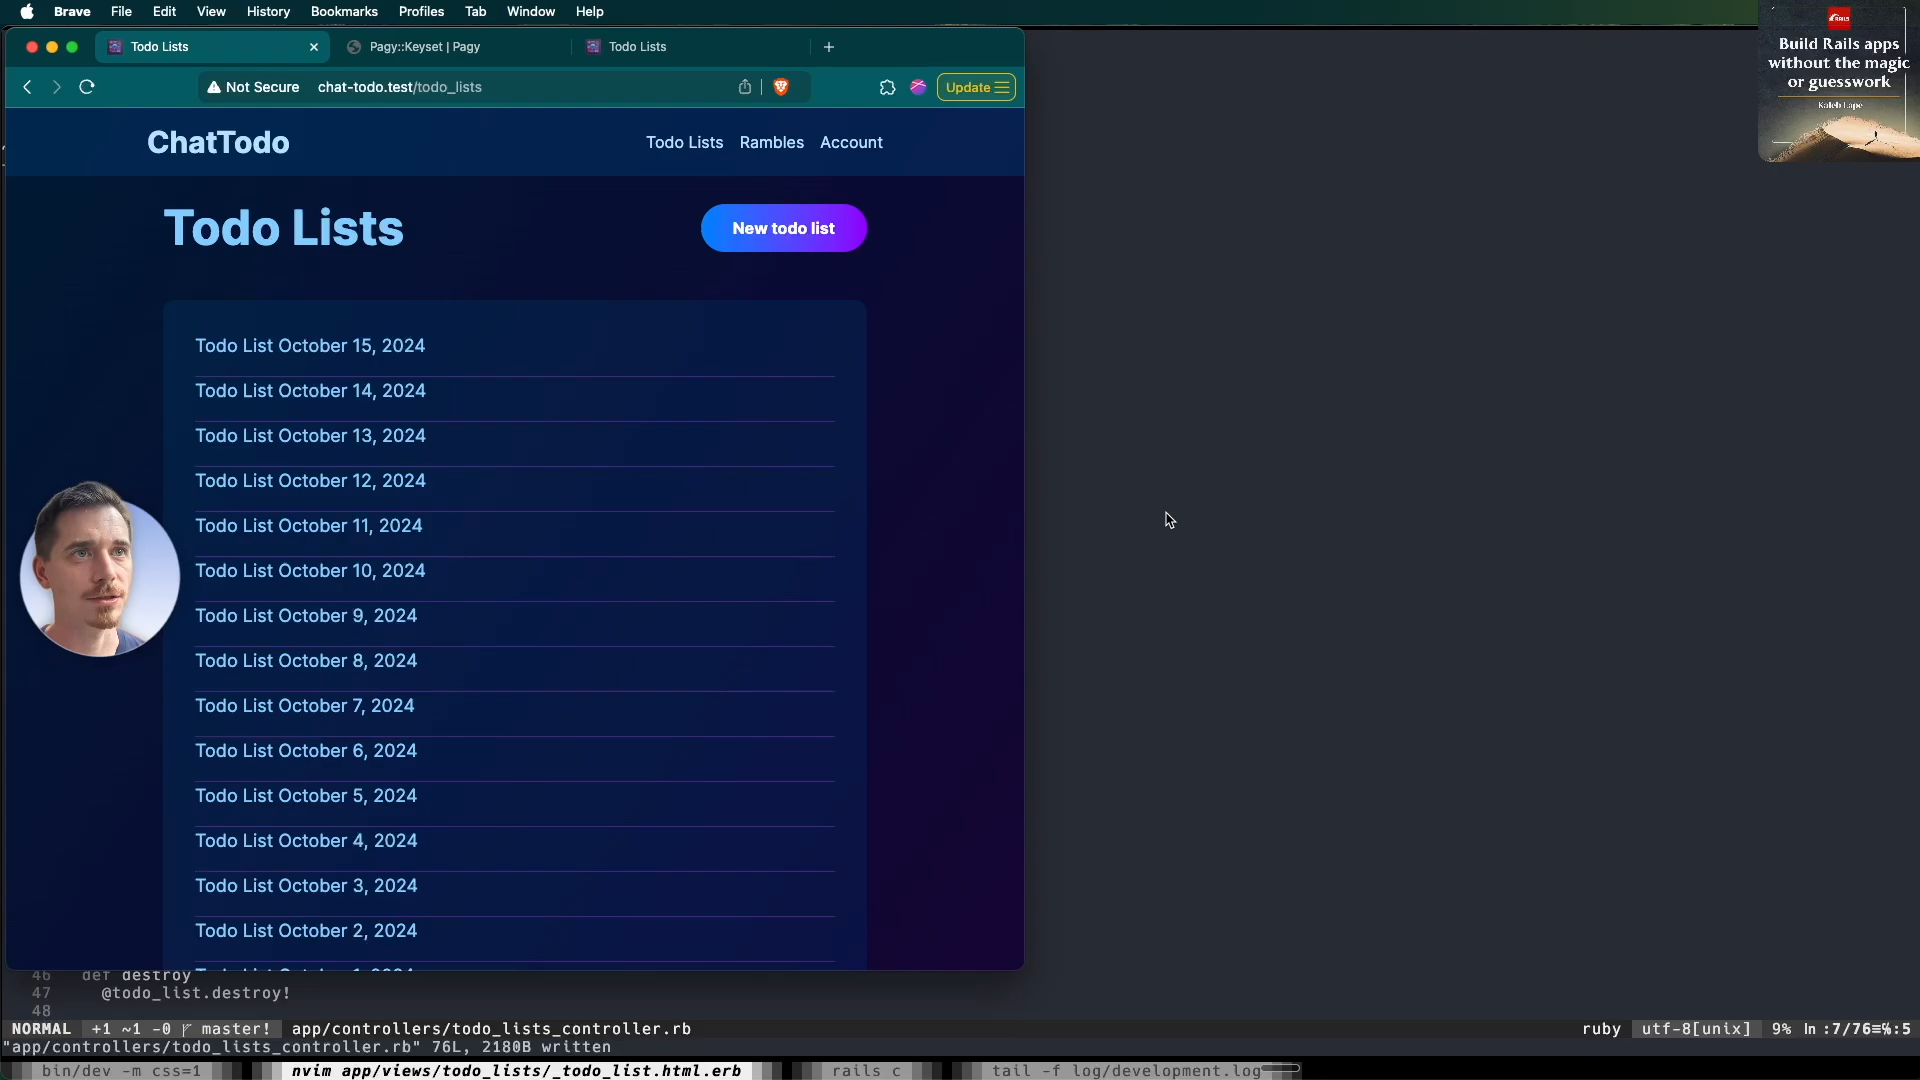 Brave File Edit View History Bookmarks Profiles Tab Window Help
Todo Lists
Pagy::Keyset | Pagy
Todo Lists
Not Secure chat-todo.test/todo_lists
Update
ChatTodo
Todo Lists Rambles Account
Todo Lists
New todo list
Todo List October 15, 2024
Todo List October 14, 2024
Todo List October 13, 2024
Todo List October 12, 2024
Todo List October 11, 2024
Todo List October 10, 2024
Todo List October 9, 2024
Todo List October 8, 2024
Todo List October 7, 2024
Todo List October 6, 2024
Todo List October 5, 2024
Todo List October 4, 2024
Todo List October 3, 2024
Todo List October 2, 2024
RAILS
Build Rails apps
without the magic
or guesswork
Kaleb Lape
46 def destroy
47 @todo_list.destroy!
48
NORMAL +1 ~1 -0 master! app/controllers/todo_lists_controller.rb ruby utf-8[unix] 9% ln :7/76≡%:5
"app/controllers/todo_lists_controller.rb" 76L, 2180B written
bin/dev -m css=1 nvim app/views/todo_lists/_todo_list.html.erb rails c tail -f log/development.log